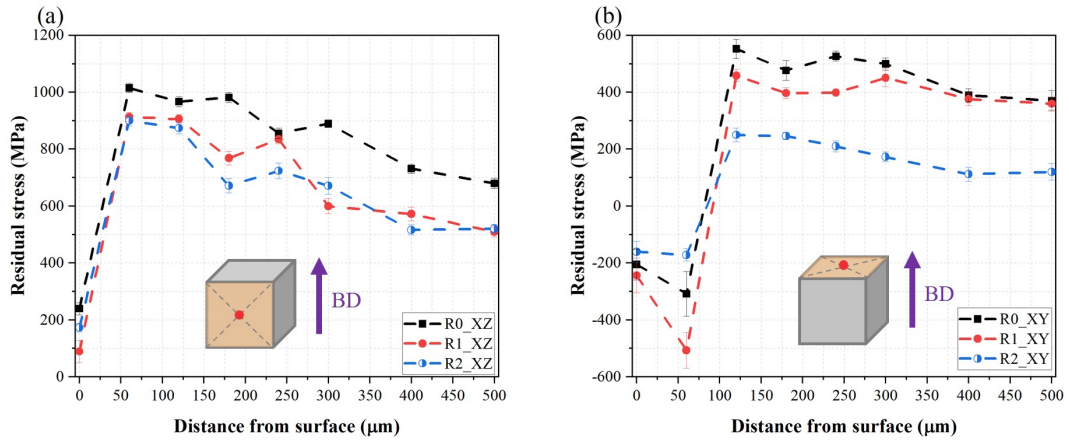 (a)
1200
1000
800
600
400
200
0
Residual stress (MPa)
0 50 100 150 200 250 300 350 400 450 500
Distance from surface (μm)
BD
R0_XZ
R1_XZ
R2_XZ
(b)
600
400
200
0
-200
-400
-600
Residual stress (MPa)
0 50 100 150 200 250 300 350 400 450 500
Distance from surface (μm)
BD
R0_XY
R1_XY
R2_XY